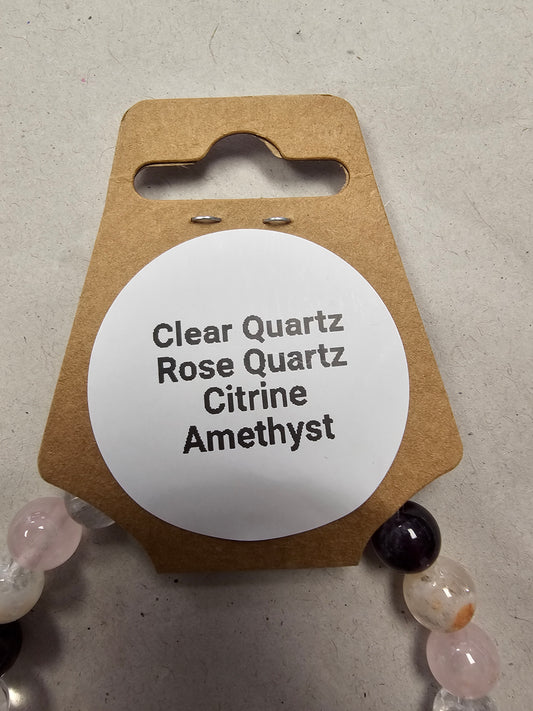 Clear Quartz
Rose Quartz
Citrine
Amethyst